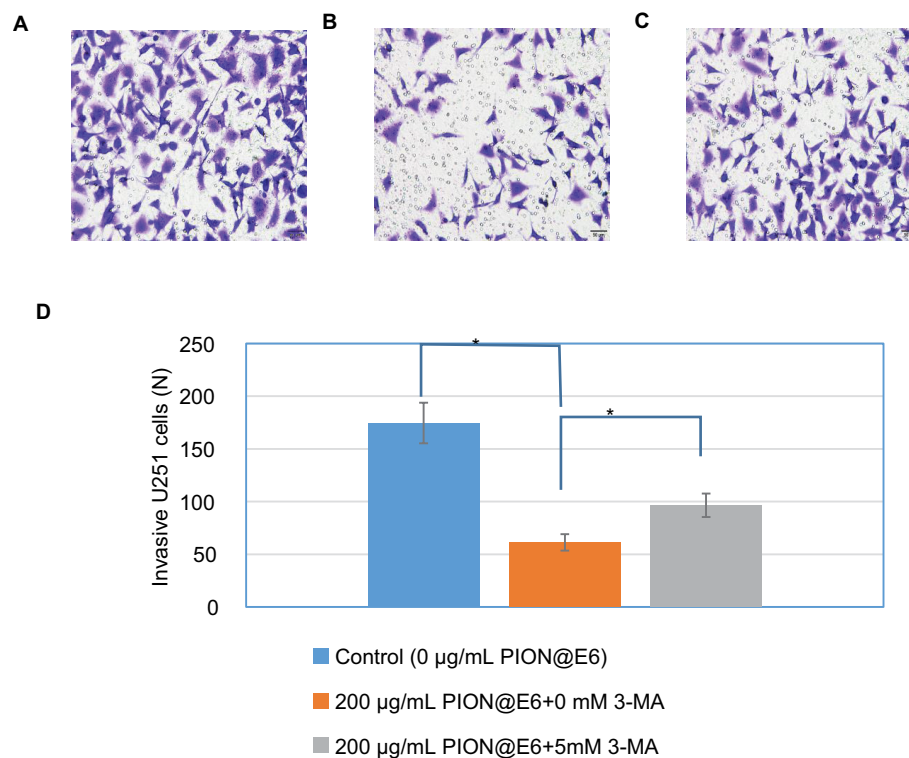 A
B
C
D
250
200
150
100
50
0
Invasive U251 cells (N)
*
*
Control (0 µg/mL PION@E6)
200 µg/mL PION@E6+0 mM 3-MA
200 µg/mL PION@E6+5mM 3-MA